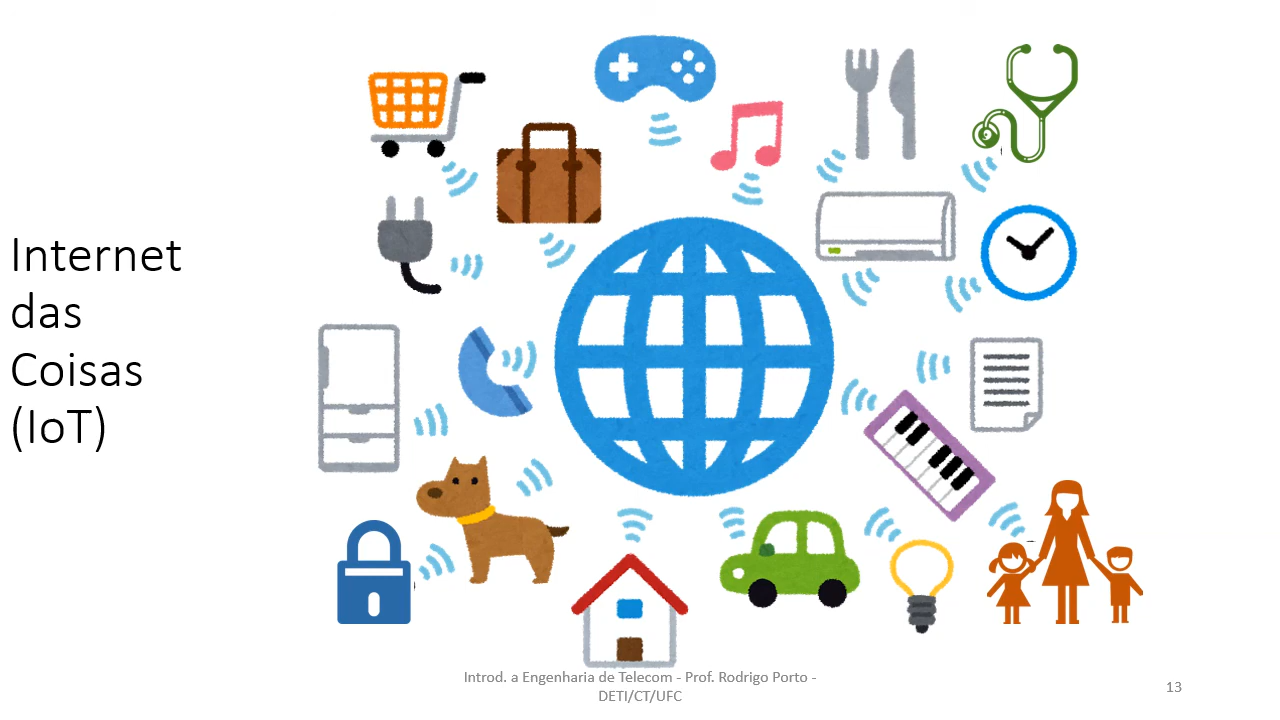 Internet
das
Coisas
(IoT)
Introd. a Engenharia de Telecom - Prof. Rodrigo Porto -
DETI/CT/UFC
13